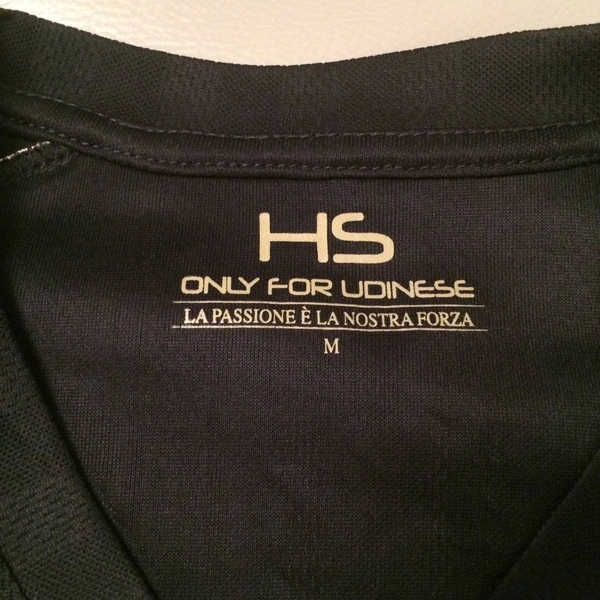 HS
ONLY FOR UDINESE
LA PASSIONE È LA NOSTRA FORZA
M